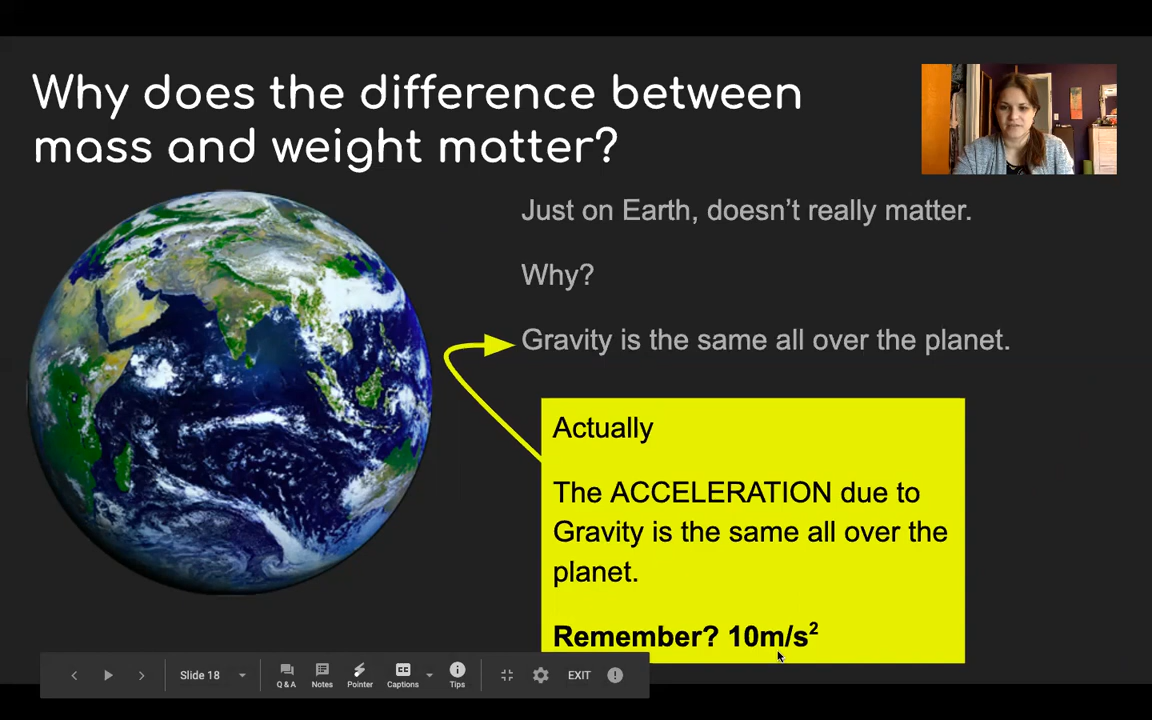 Why does the difference between
mass and weight matter?
Just on Earth, doesn’t really matter.
Why?
Gravity is the same all over the planet.
Actually
The ACCELERATION due to
Gravity is the same all over the
planet.
Remember? 10m/s²
Slide 18
Q & A
Notes
Pointer
Captions
Tips
EXIT